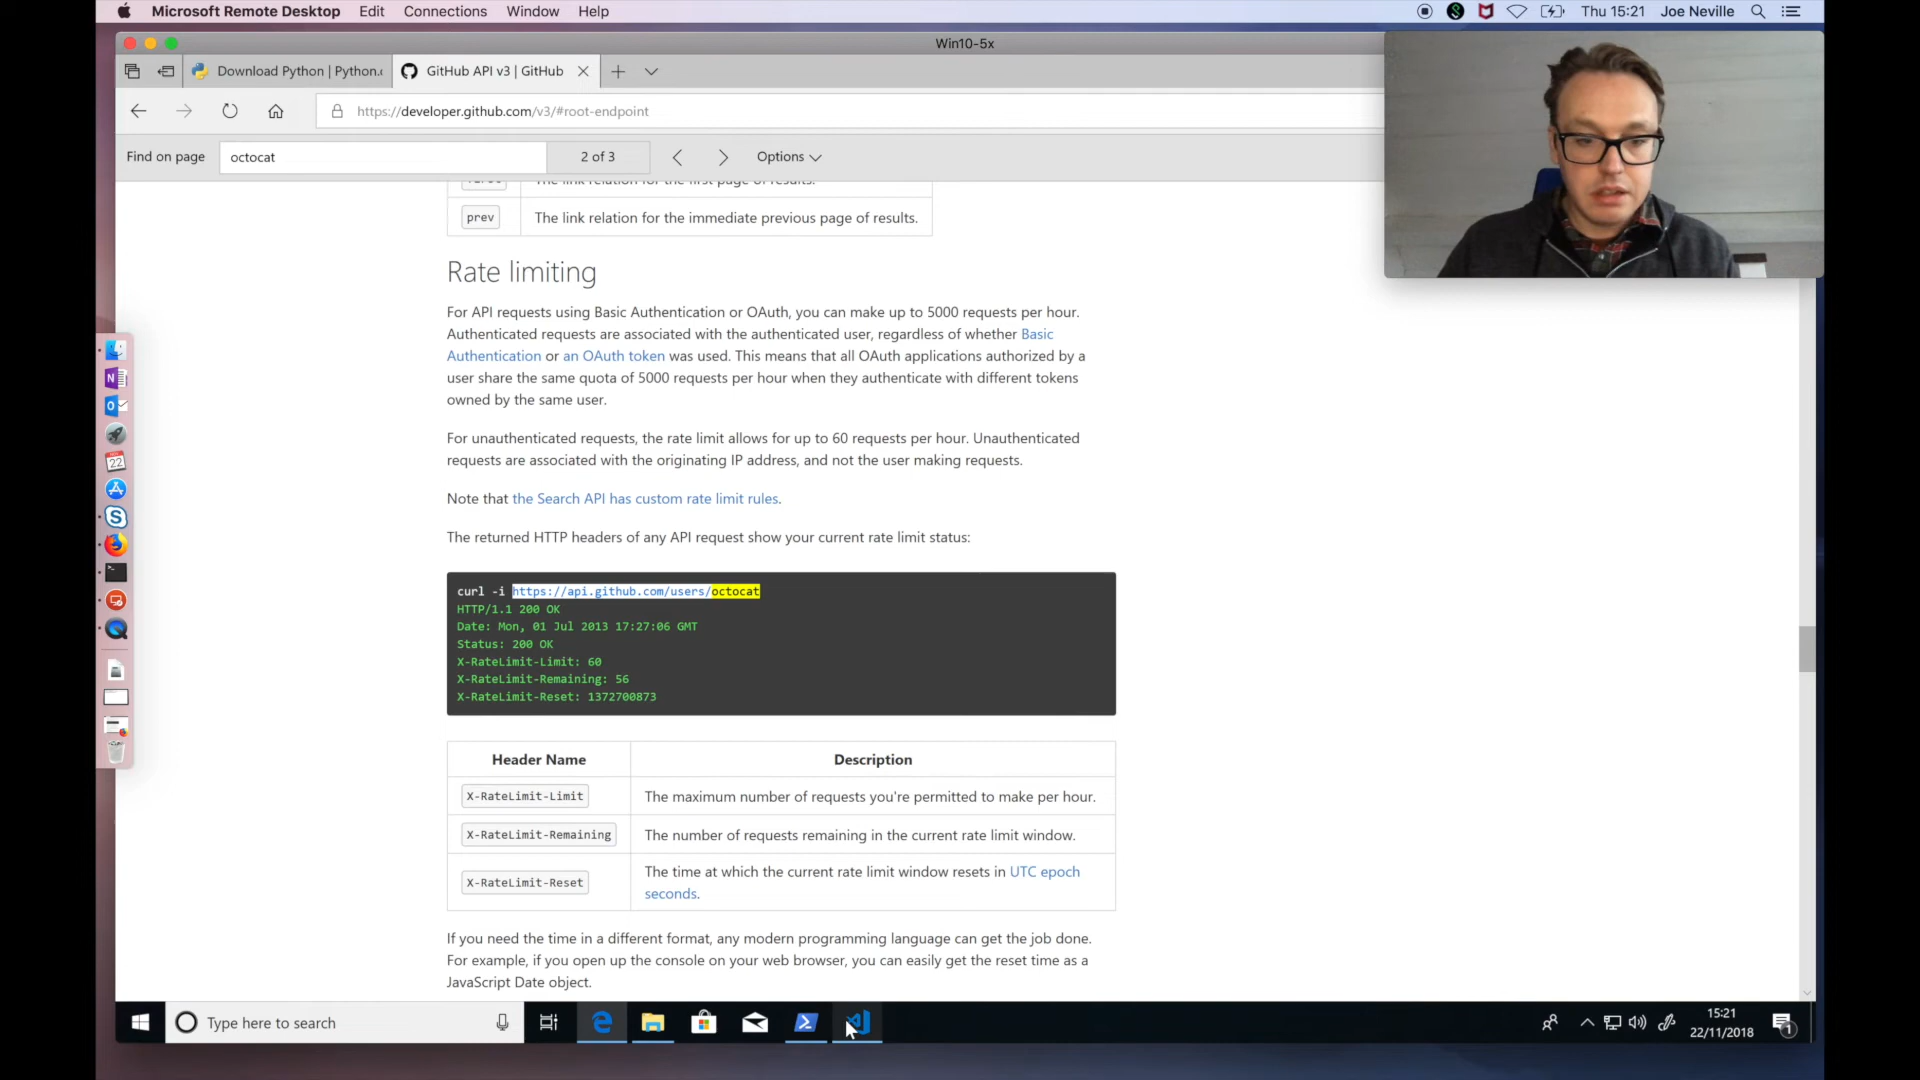 Microsoft Remote Desktop Edit Connections Window Help Thu 15:21 Joe Neville
Win10-5x
Download Python | Python.o GitHub API v3 | GitHub
https://developer.github.com/v3/#root-endpoint
Find on page octocat 2 of 3 Options
The link relation for the first page of results.
prev The link relation for the immediate previous page of results.
Rate limiting
For API requests using Basic Authentication or OAuth, you can make up to 5000 requests per hour.
Authenticated requests are associated with the authenticated user, regardless of whether Basic
Authentication or an OAuth token was used. This means that all OAuth applications authorized by a
user share the same quota of 5000 requests per hour when they authenticate with different tokens
owned by the same user.
For unauthenticated requests, the rate limit allows for up to 60 requests per hour. Unauthenticated
requests are associated with the originating IP address, and not the user making requests.
Note that the Search API has custom rate limit rules.
The returned HTTP headers of any API request show your current rate limit status:
curl -i https://api.github.com/users/octocat
HTTP/1.1 200 OK
Date: Mon, 01 Jul 2013 17:27:06 GMT
Status: 200 OK
X-RateLimit-Limit: 60
X-RateLimit-Remaining: 56
X-RateLimit-Reset: 1372700873
Header Name Description
X-RateLimit-Limit The maximum number of requests you're permitted to make per hour.
X-RateLimit-Remaining The number of requests remaining in the current rate limit window.
X-RateLimit-Reset The time at which the current rate limit window resets in UTC epoch
seconds.
If you need the time in a different format, any modern programming language can get the job done.
For example, if you open up the console on your web browser, you can easily get the reset time as a
JavaScript Date object.
Type here to search 15:21
22/11/2018 1